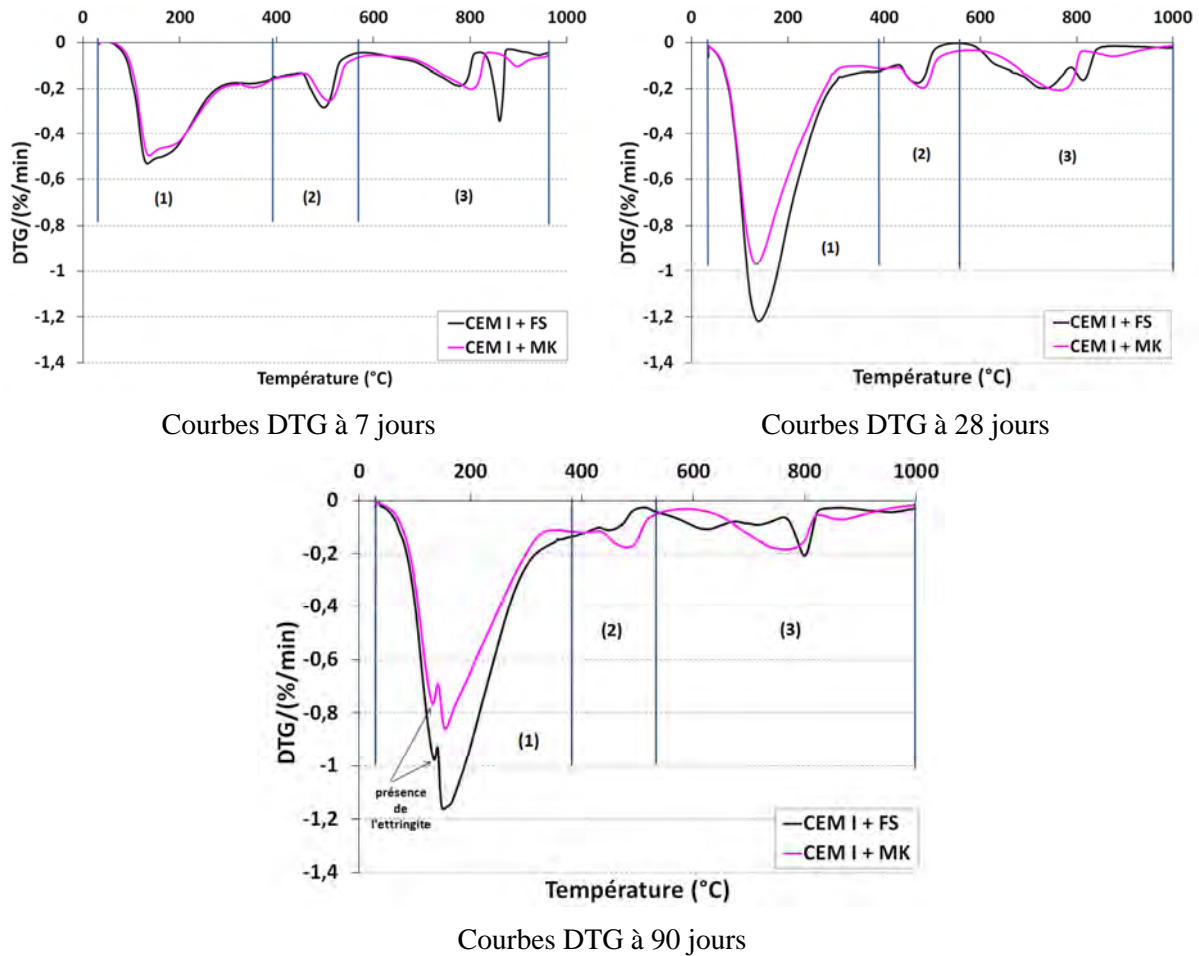 0 200 400 600 800 1000
0
-0,2
-0,4
-0,6
-0,8
-1
-1,2
-1,4
DTG/(%/min)
(1)
(2)
(3)
CEM I + FS
CEM I + MK
Température (°C)
Courbes DTG à 7 jours
0 200 400 600 800 1000
0
-0,2
-0,4
-0,6
-0,8
-1
-1,2
-1,4
DTG/(%/min)
(1)
(2)
(3)
CEM I + FS
CEM I + MK
Température (°C)
Courbes DTG à 28 jours
0 200 400 600 800 1000
0
-0,2
-0,4
-0,6
-0,8
-1
-1,2
-1,4
DTG/(%/min)
(1)
(2)
(3)
présence
de
l'ettringite
CEM I + FS
CEM I + MK
Température (°C)
Courbes DTG à 90 jours